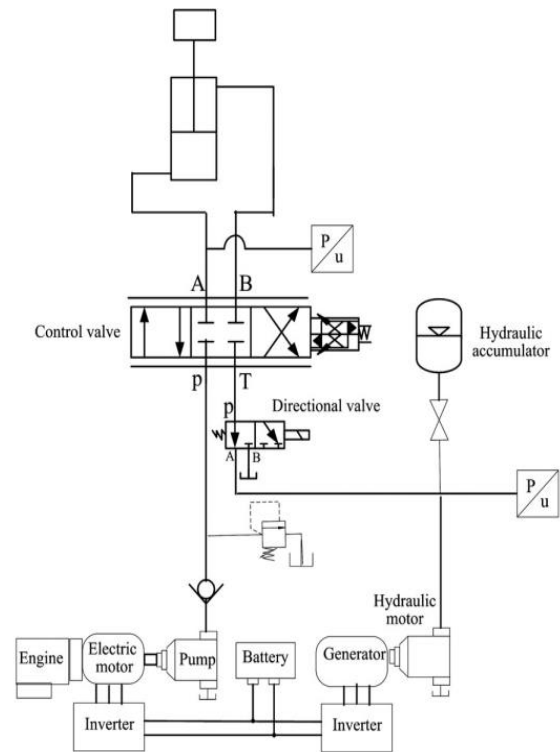 P
u
A
B
Control valve
Hydraulic
accumulator
p
T
p
Directional valve
A
B
P
u
Hydraulic
motor
Engine
Electric
motor
Pump
Battery
Generator
Inverter
Inverter